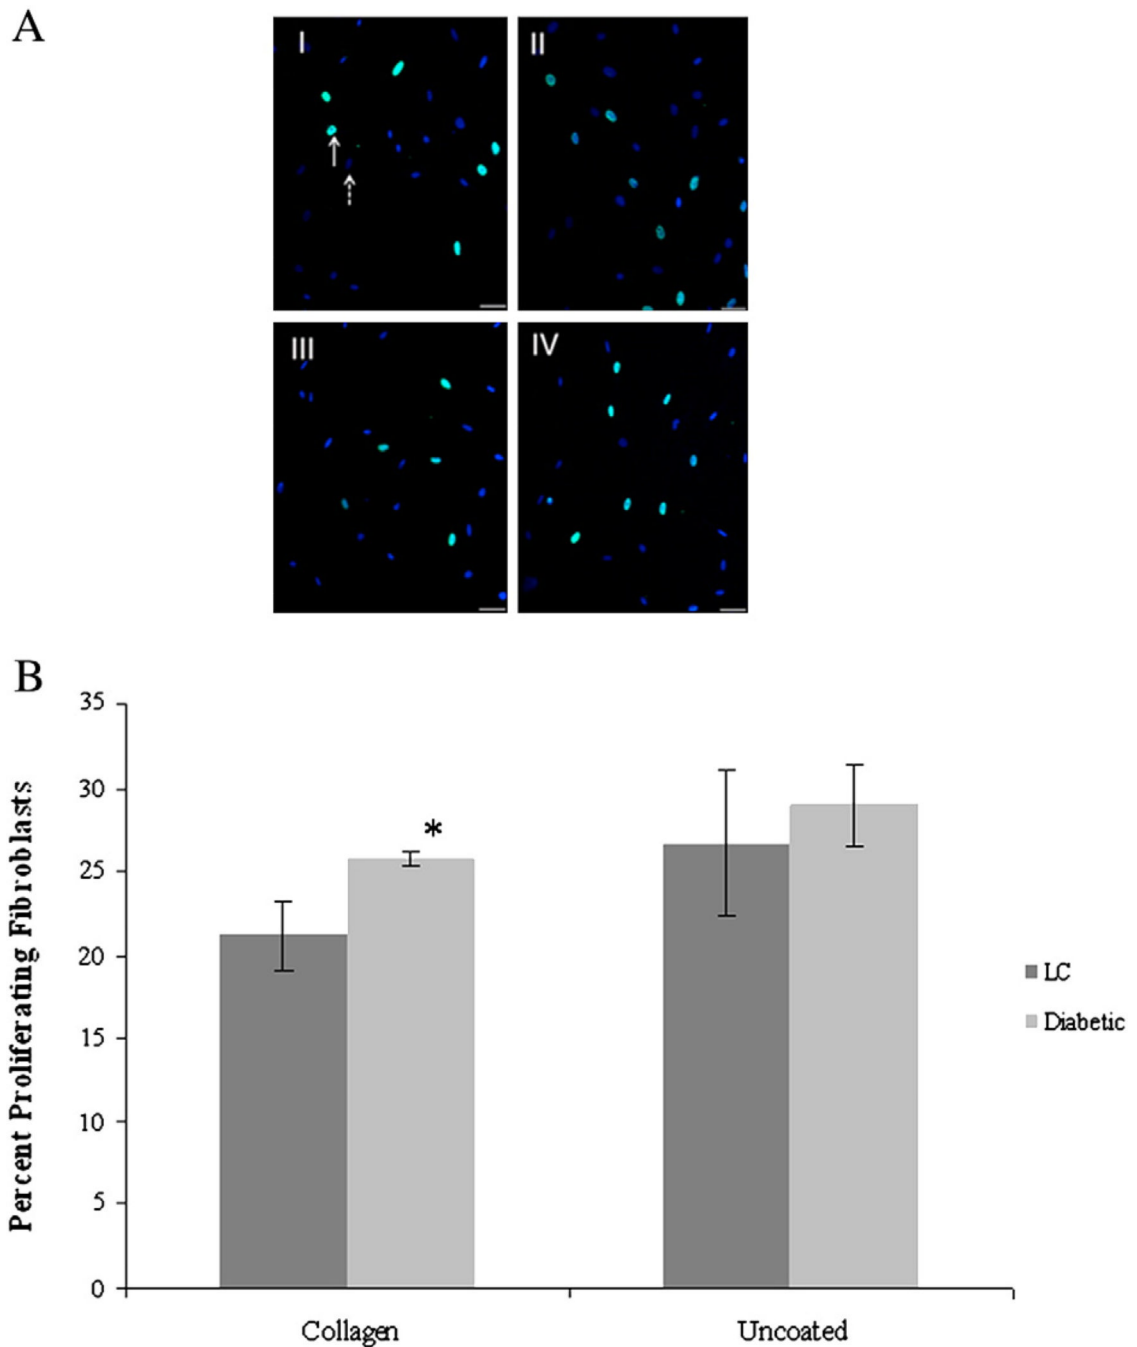 A
I
II
III
IV
B
Percent Proliferating Fibroblasts
35
30
25
20
15
10
5
0
*
LC
Diabetic
Collagen
Uncoated